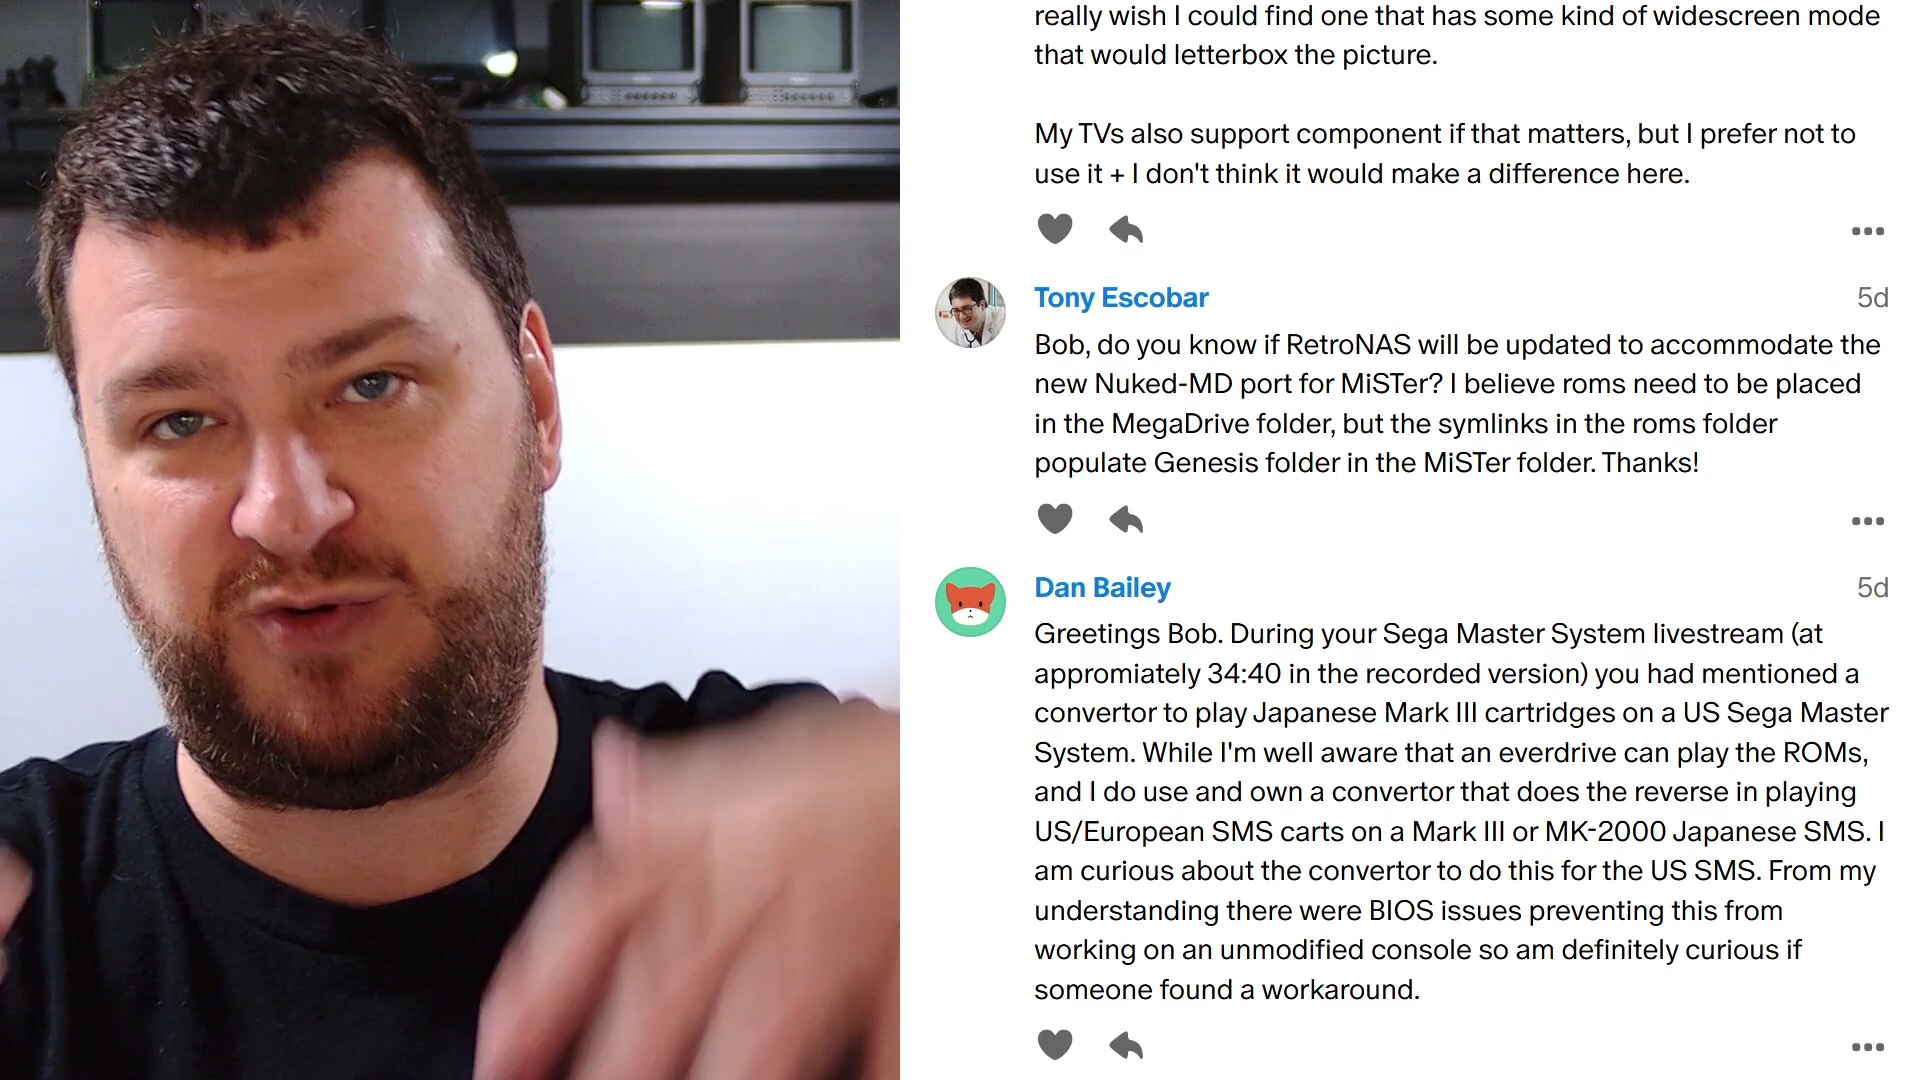 really wish I could find one that has some kind of widescreen mode
that would letterbox the picture.
My TVs also support component if that matters, but I prefer not to
use it + I don't think it would make a difference here.
Tony Escobar
5d
Bob, do you know if RetroNAS will be updated to accommodate the
new Nuked-MD port for MiSTer? I believe roms need to be placed
in the MegaDrive folder, but the symlinks in the roms folder
populate Genesis folder in the MiSTer folder. Thanks!
Dan Bailey
5d
Greetings Bob. During your Sega Master System livestream (at
appromiately 34:40 in the recorded version) you had mentioned a
convertor to play Japanese Mark III cartridges on a US Sega Master
System. While I'm well aware that an everdrive can play the ROMs,
and I do use and own a convertor that does the reverse in playing
US/European SMS carts on a Mark III or MK-2000 Japanese SMS. I
am curious about the convertor to do this for the US SMS. From my
understanding there were BIOS issues preventing this from
working on an unmodified console so am definitely curious if
someone found a workaround.